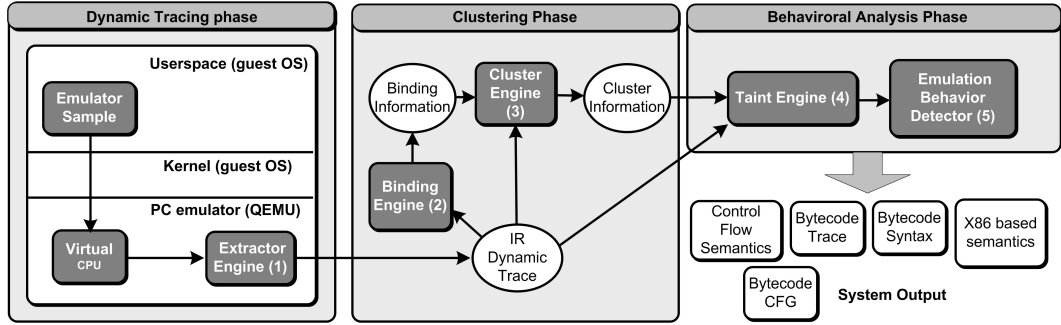 Dynamic Tracing phase
Userspace (guest OS)
Emulator
Sample
Kernel (guest OS)
PC emulator (QEMU)
Virtual
CPU
Extractor
Engine (1)
Clustering Phase
Binding
Information
Cluster
Engine
(3)
Cluster
Information
Binding
Engine (2)
IR
Dynamic
Trace
Behaviroral Analysis Phase
Taint Engine (4)
Emulation
Behavior
Detector (5)
Control
Flow
Semantics
Bytecode
Trace
Bytecode
Syntax
X86 based
semantics
Bytecode
CFG
System Output